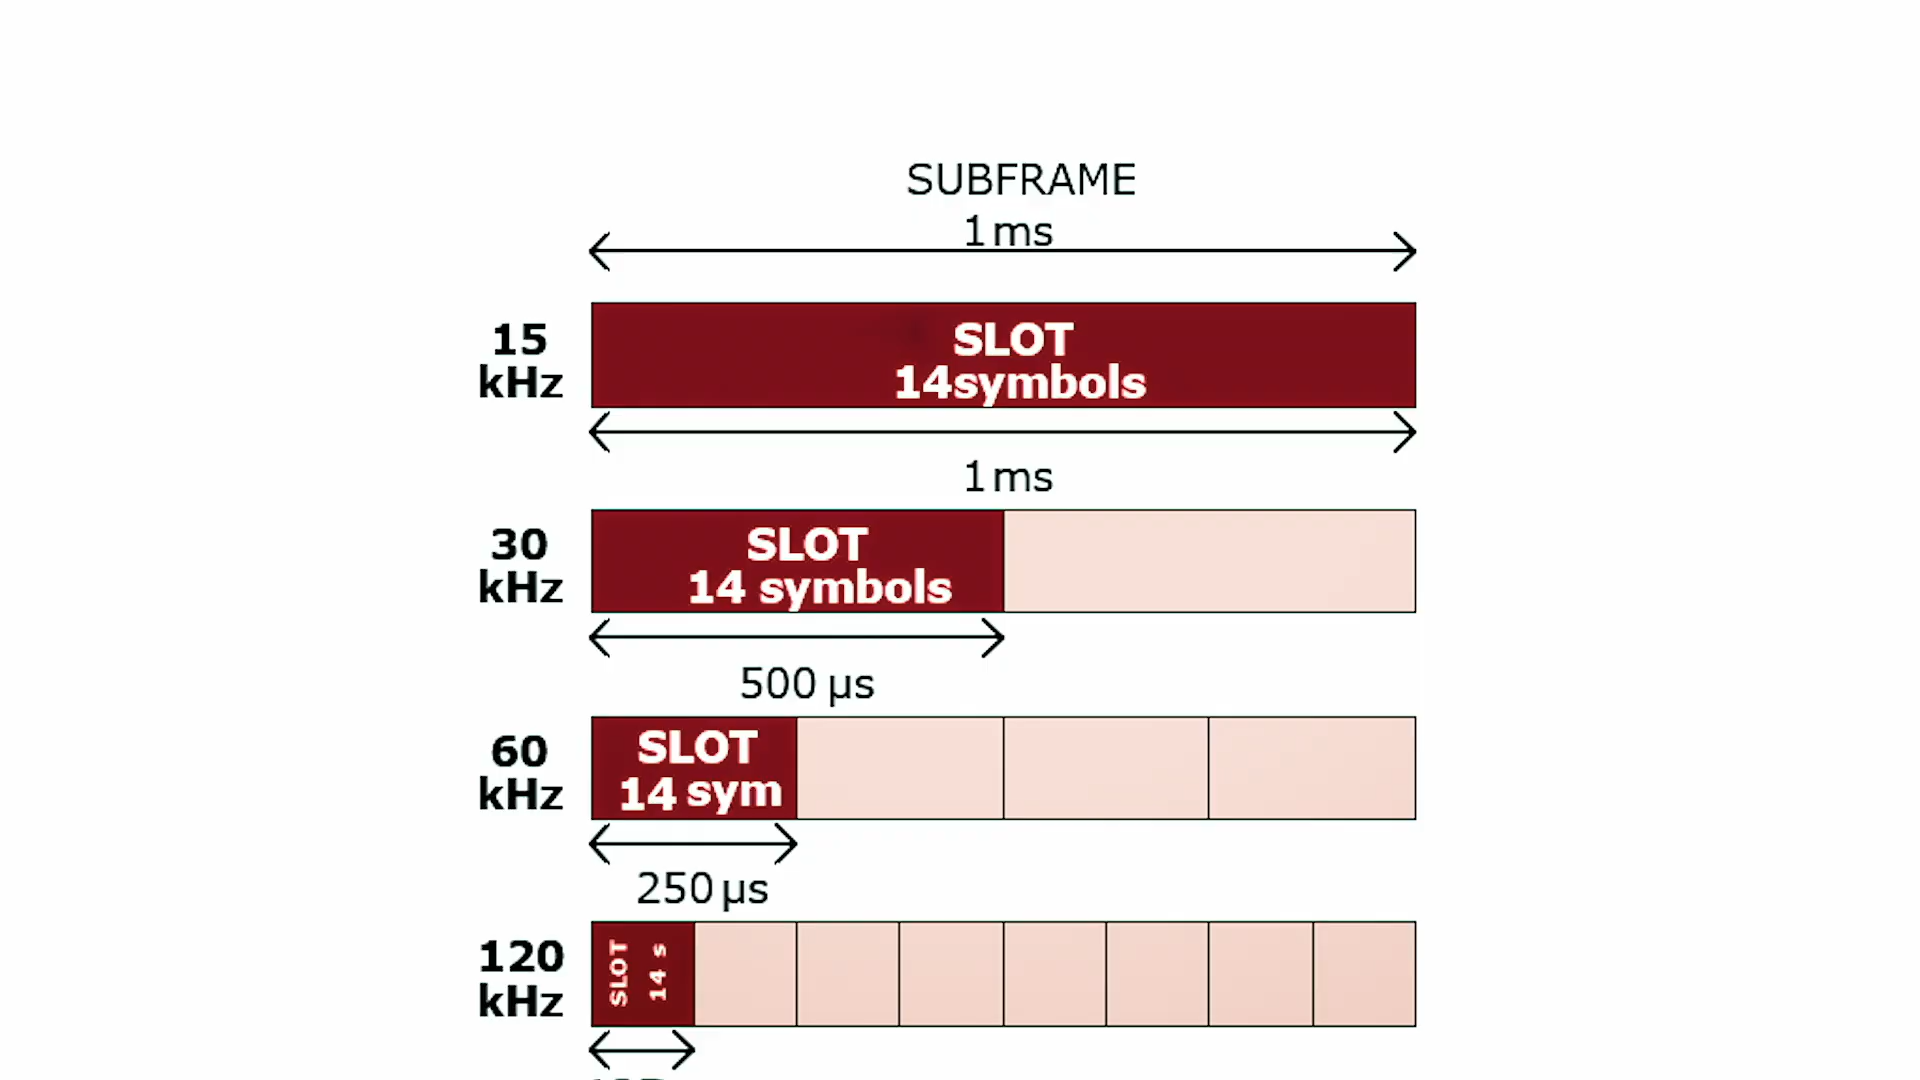 SUBFRAME
1 ms
15
kHz
SLOT
14symbols
1 ms
30
kHz
SLOT
14 symbols
500 µs
60
kHz
SLOT
14 sym
250 µs
120
kHz
SLOT
14 s